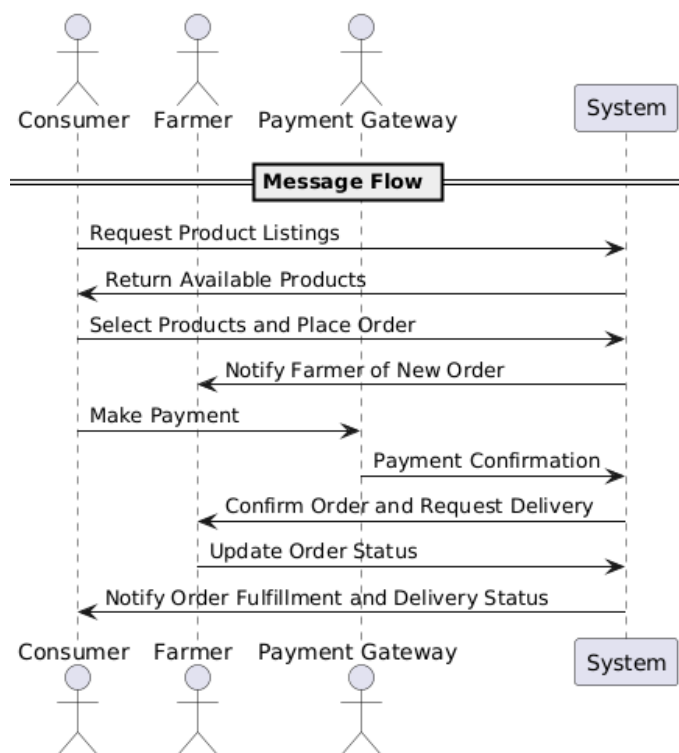 Consumer Farmer Payment Gateway System
Message Flow
Request Product Listings
Return Available Products
Select Products and Place Order
Notify Farmer of New Order
Make Payment
Payment Confirmation
Confirm Order and Request Delivery
Update Order Status
Notify Order Fulfillment and Delivery Status
Consumer Farmer Payment Gateway System